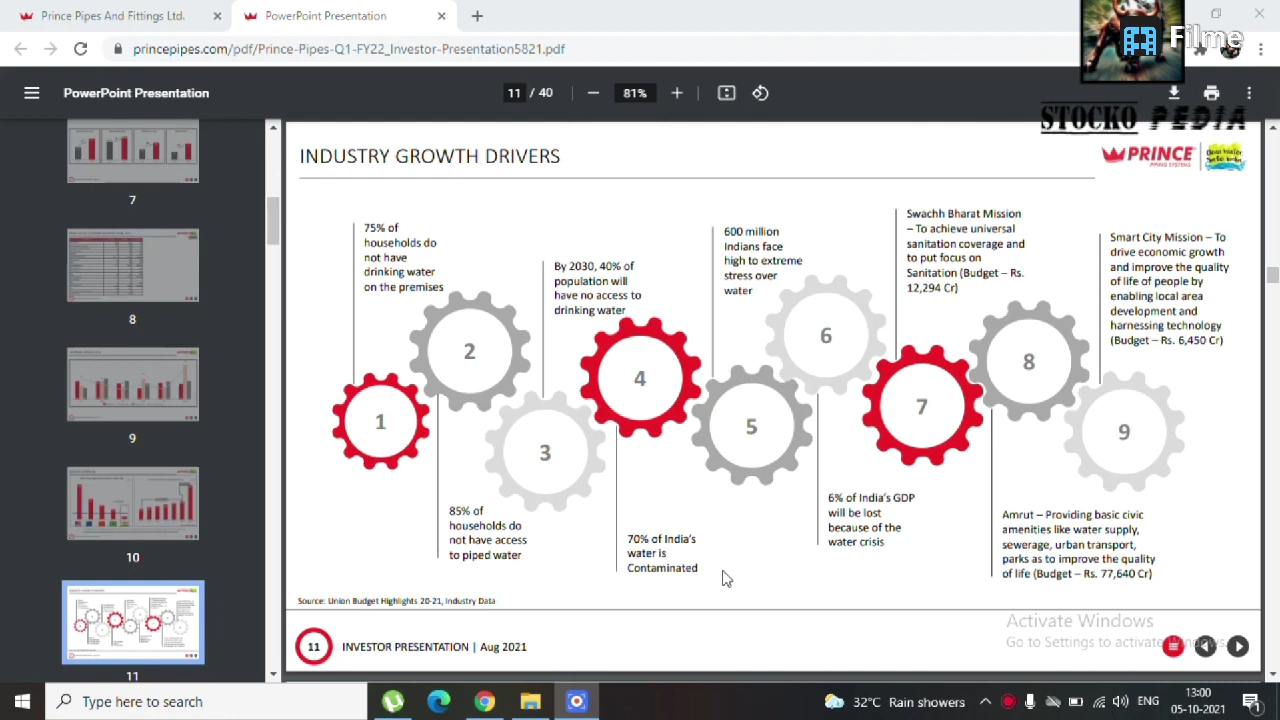 Prince Pipes And Fittings Ltd.
PowerPoint Presentation
Filme
princepipes.com/pdf/Prince-Pipes-Q1-FY22_Investor-Presentation5821.pdf
PowerPoint Presentation
11 / 40
81%
STOCKO PEDIA
7
8
9
10
11
INDUSTRY GROWTH DRIVERS
PRINCE
PIPING SYSTEMS
75% of
households do
not have
drinking water
on the premises
By 2030, 40% of
population will
have no access to
drinking water
600 million
Indians face
high to extreme
stress over
water
Swachh Bharat Mission
– To achieve universal
sanitation coverage and
to put focus on
Sanitation (Budget – Rs.
12,294 Cr)
Smart City Mission – To
drive economic growth
and improve the quality
of life of people by
enabling local area
development and
harnessing technology
(Budget – Rs. 6,450 Cr)
1
2
3
4
5
6
7
8
9
85% of
households do
not have access
to piped water
70% of India's
water is
Contaminated
6% of India's GDP
will be lost
because of the
water crisis
Amrut – Providing basic civic
amenities like water supply,
sewerage, urban transport,
parks as to improve the quality
of life (Budget – Rs. 77,640 Cr)
Source: Union Budget Highlights 20-21, Industry Data
11
INVESTOR PRESENTATION | Aug 2021
Activate Windows
Go to Settings to activate Windows.
Type here to search
32°C Rain showers
ENG
13:00
05-10-2021
1